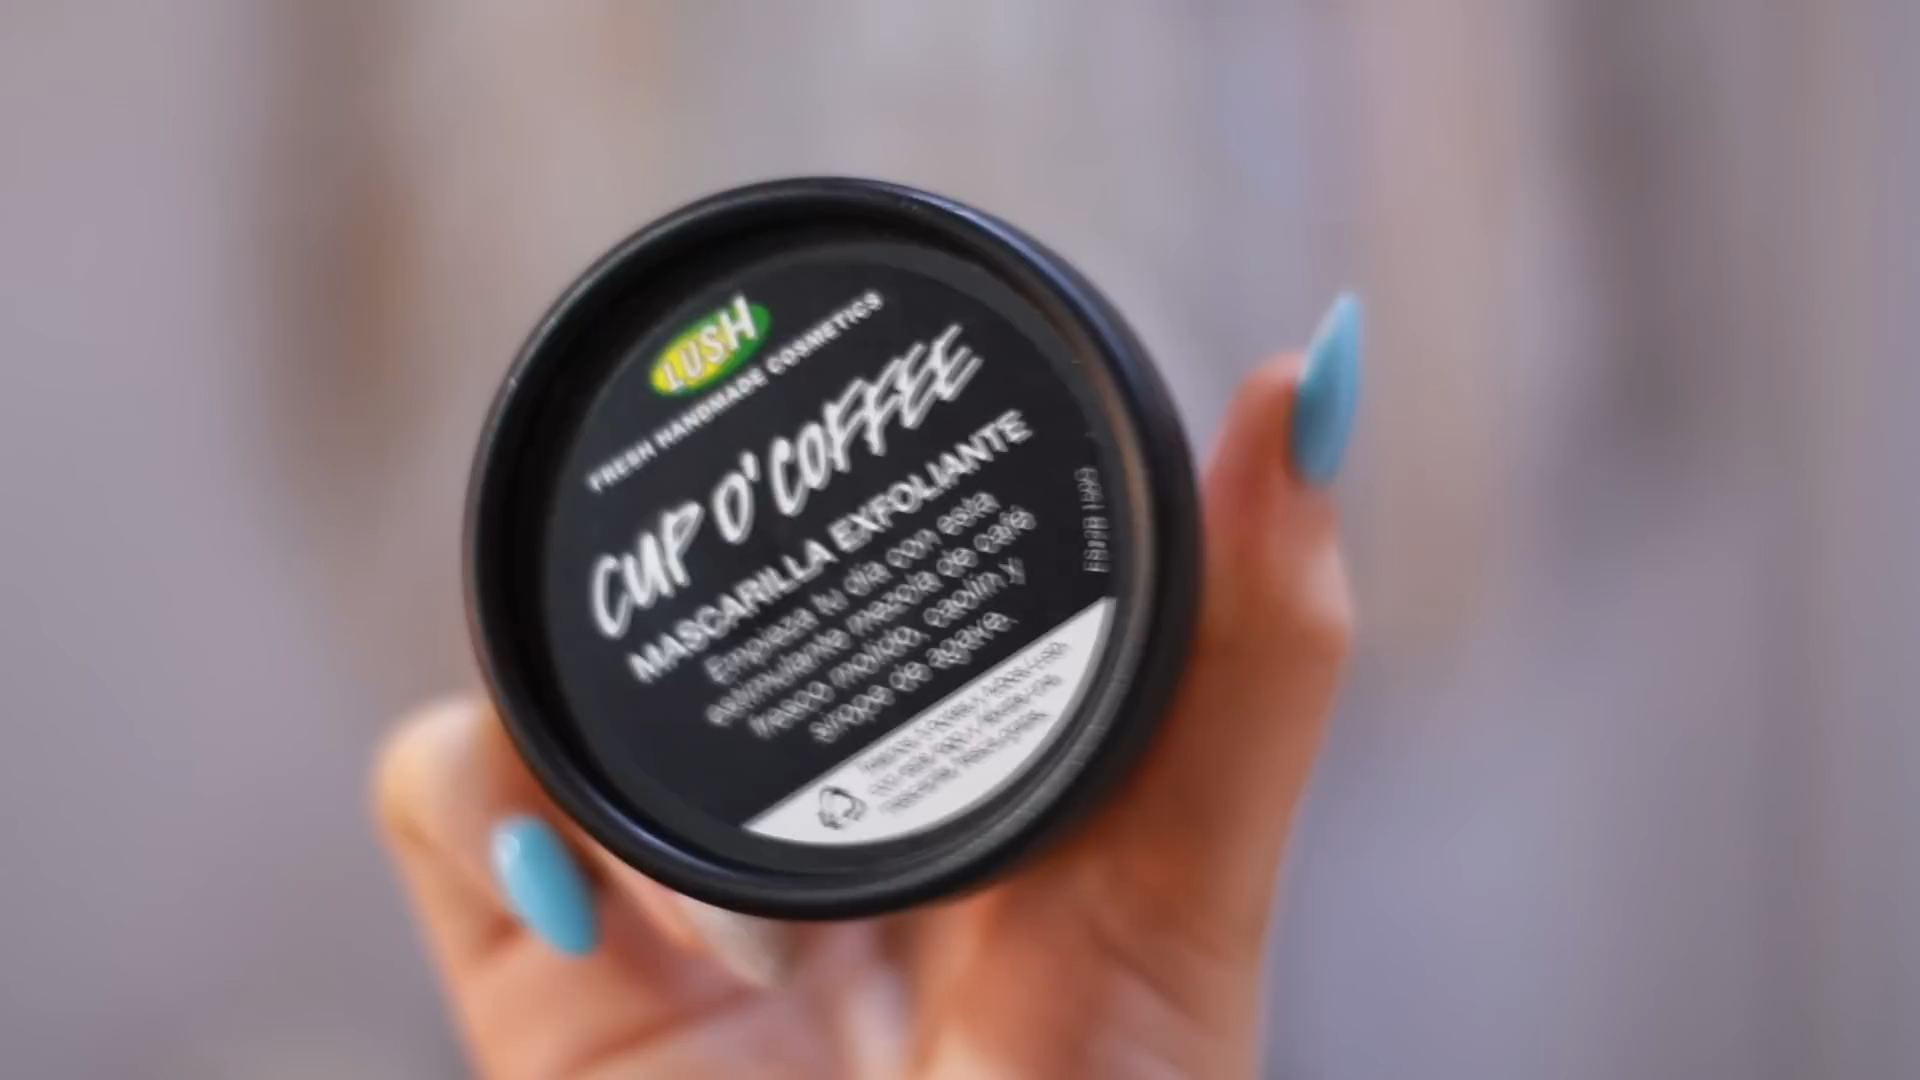 LUSH
FRESH HANDMADE COSMETICS
CUP O' COFFEE
MASCARILLA EXFOLIANTE
Empieza tu día con esta
estimulante mezcla de café
fresco molido, caolín y
sirope de agave.